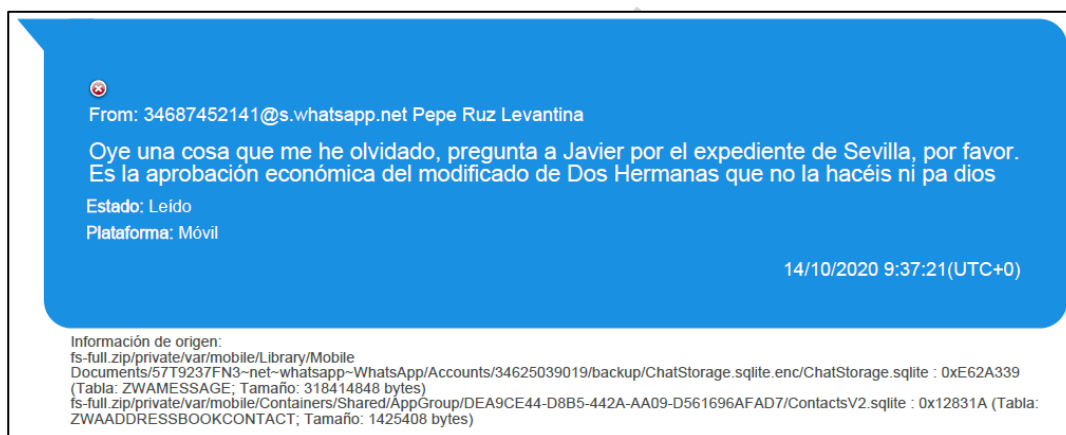 From: 34687452141@s.whatsapp.net Pepe Ruz Levantina
Oye una cosa que me he olvidado, pregunta a Javier por el expediente de Sevilla, por favor.
Es la aprobación económica del modificado de Dos Hermanas que no la hacéis ni pa dios
Estado: Leído
Plataforma: Móvil
14/10/2020 9:37:21(UTC+0)
Información de origen:
fs-full.zip/private/var/mobile/Library/Mobile
Documents/57T9237FN3~net~whatsapp~WhatsApp/Accounts/34625039019/backup/ChatStorage.sqlite.enc/ChatStorage.sqlite : 0xE62A339
(Tabla: ZWAMESSAGE; Tamaño: 318414848 bytes)
fs-full.zip/private/var/mobile/Containers/Shared/AppGroup/DEA9CE44-D8B5-442A-AA09-D561696AFAD7/ContactsV2.sqlite : 0x12831A (Tabla:
ZWAADDRESSBOOKCONTACT; Tamaño: 1425408 bytes)